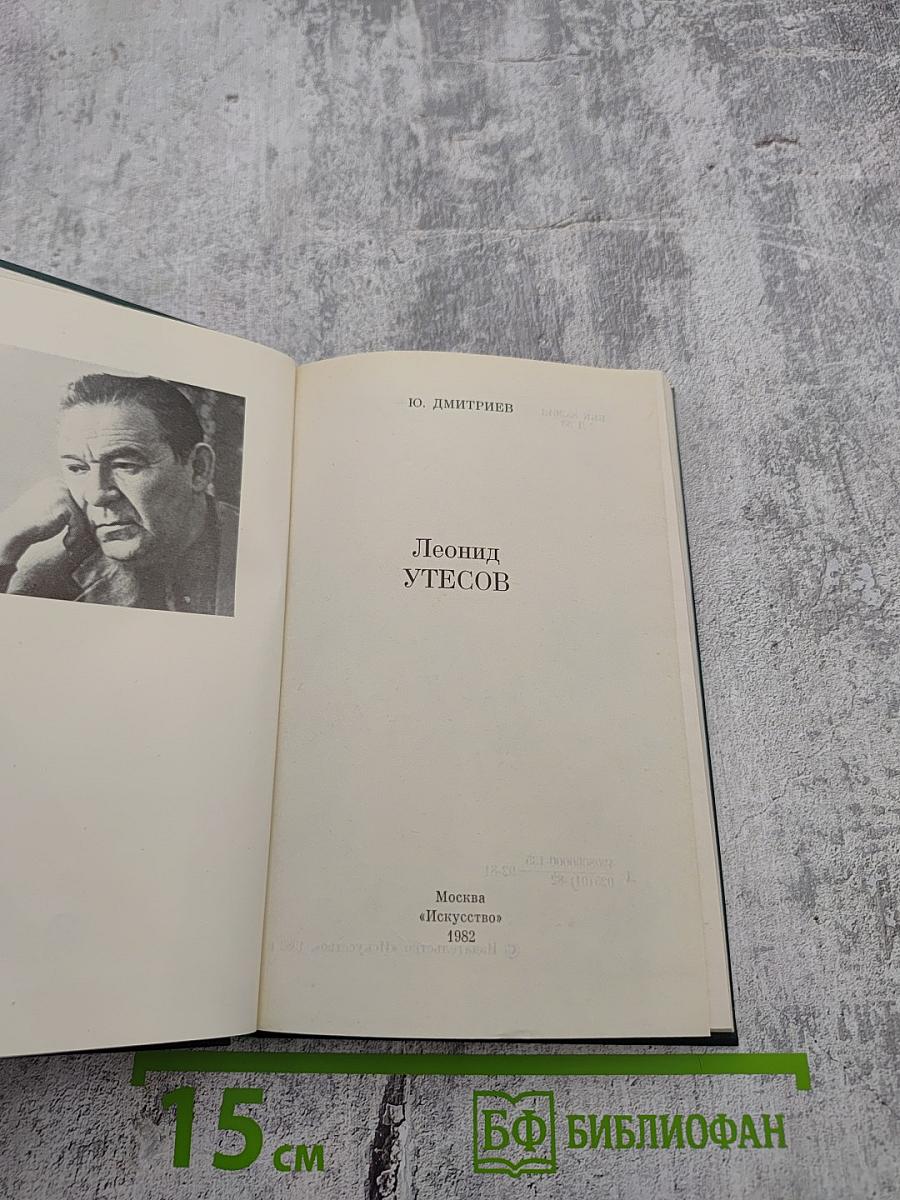 Ю. ДМИТРИЕВ
Леонид
УТЕСОВ
Москва
«Искусство»
1982
15 см
БФ БИБЛИОФАН